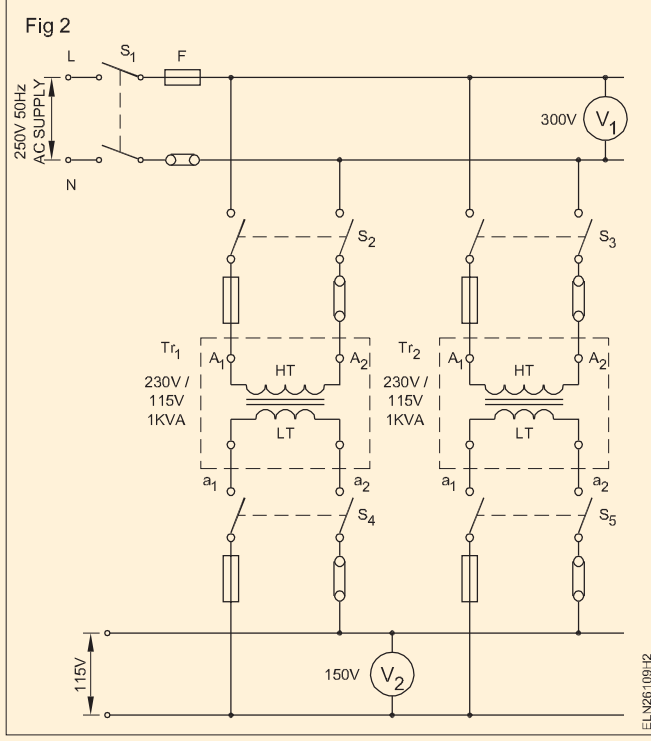 Fig 2
L
S1
F
250V 50Hz
AC SUPPLY
N
300V
V1
S2
S3
Tr1
230V /
115V
1KVA
A1
A2
HT
LT
Tr2
230V /
115V
1KVA
A1
A2
HT
LT
a1
a2
S4
a1
a2
S5
115V
150V
V2
ELN26109H2